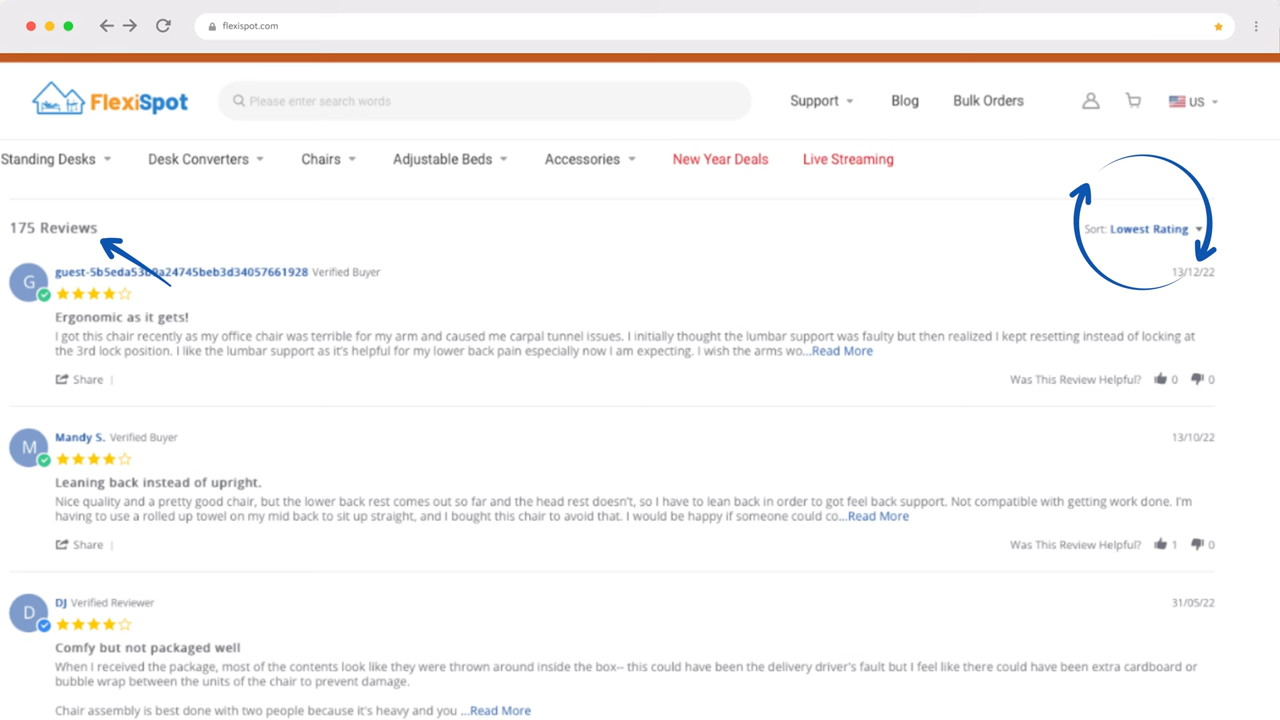 flexispot.com
FlexiSpot
Please enter search words
Support
Blog
Bulk Orders
US
Standing Desks
Desk Converters
Chairs
Adjustable Beds
Accessories
New Year Deals
Live Streaming
175 Reviews
Sort: Lowest Rating
G
guest-5b5eda53b9a24745beb3d34057661928 Verified Buyer
13/12/22
Ergonomic as it gets!
I got this chair recently as my office chair was terrible for my arm and caused me carpal tunnel issues. I initially thought the lumbar support was faulty but then realized I kept resetting instead of locking at
the 3rd lock position. I like the lumbar support as it's helpful for my lower back pain especially now I am expecting. I wish the arms wo...Read More
Share |
Was This Review Helpful? 0 0
M
Mandy S. Verified Buyer
13/10/22
Leaning back instead of upright.
Nice quality and a pretty good chair, but the lower back rest comes out so far and the head rest doesn't, so I have to lean back in order to got feel back support. Not compatible with getting work done. I'm
having to use a rolled up towel on my mid back to sit up straight, and I bought this chair to avoid that. I would be happy if someone could co...Read More
Share |
Was This Review Helpful? 1 0
D
DJ Verified Reviewer
31/05/22
Comfy but not packaged well
When I received the package, most of the contents look like they were thrown around inside the box-- this could have been the delivery driver's fault but I feel like there could have been extra cardboard or
bubble wrap between the units of the chair to prevent damage.
Chair assembly is best done with two people because it's heavy and you ...Read More